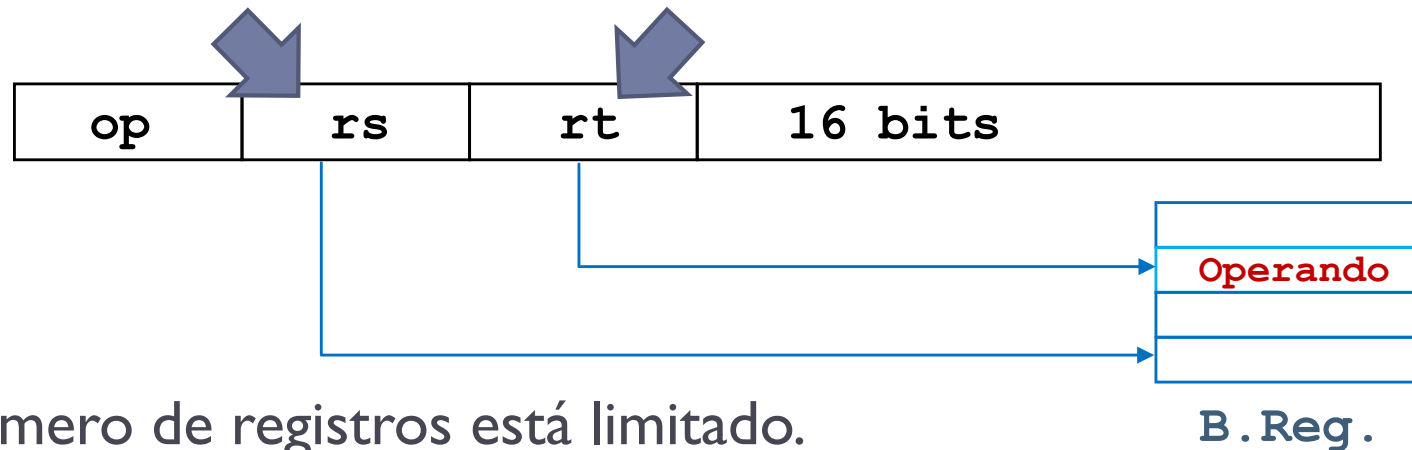 op rs rt 16 bits
Operando
mero de registros está limitado.
B.Reg.